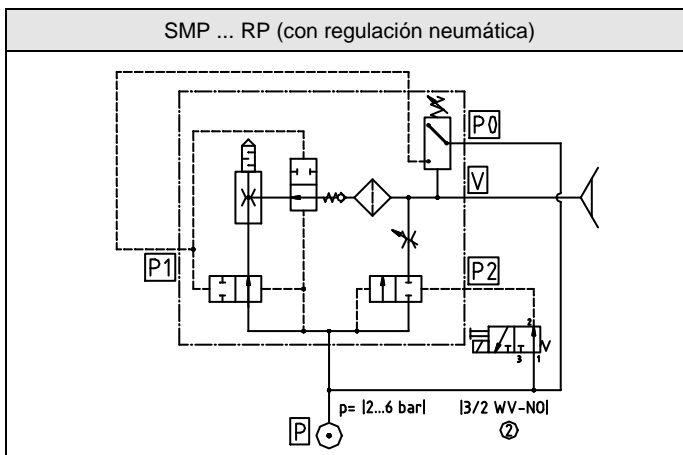 SMP ... RP (con regulación neumática)
P0
V
P1
P2
2
3 1
p= |2...6 bar| |3/2 WV-NO|
P ②